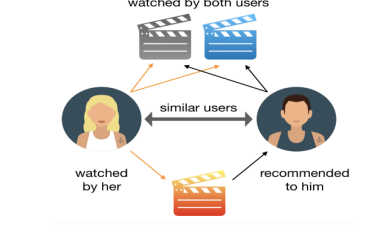 watched by both users
similar users
watched
by her
recommended
to him